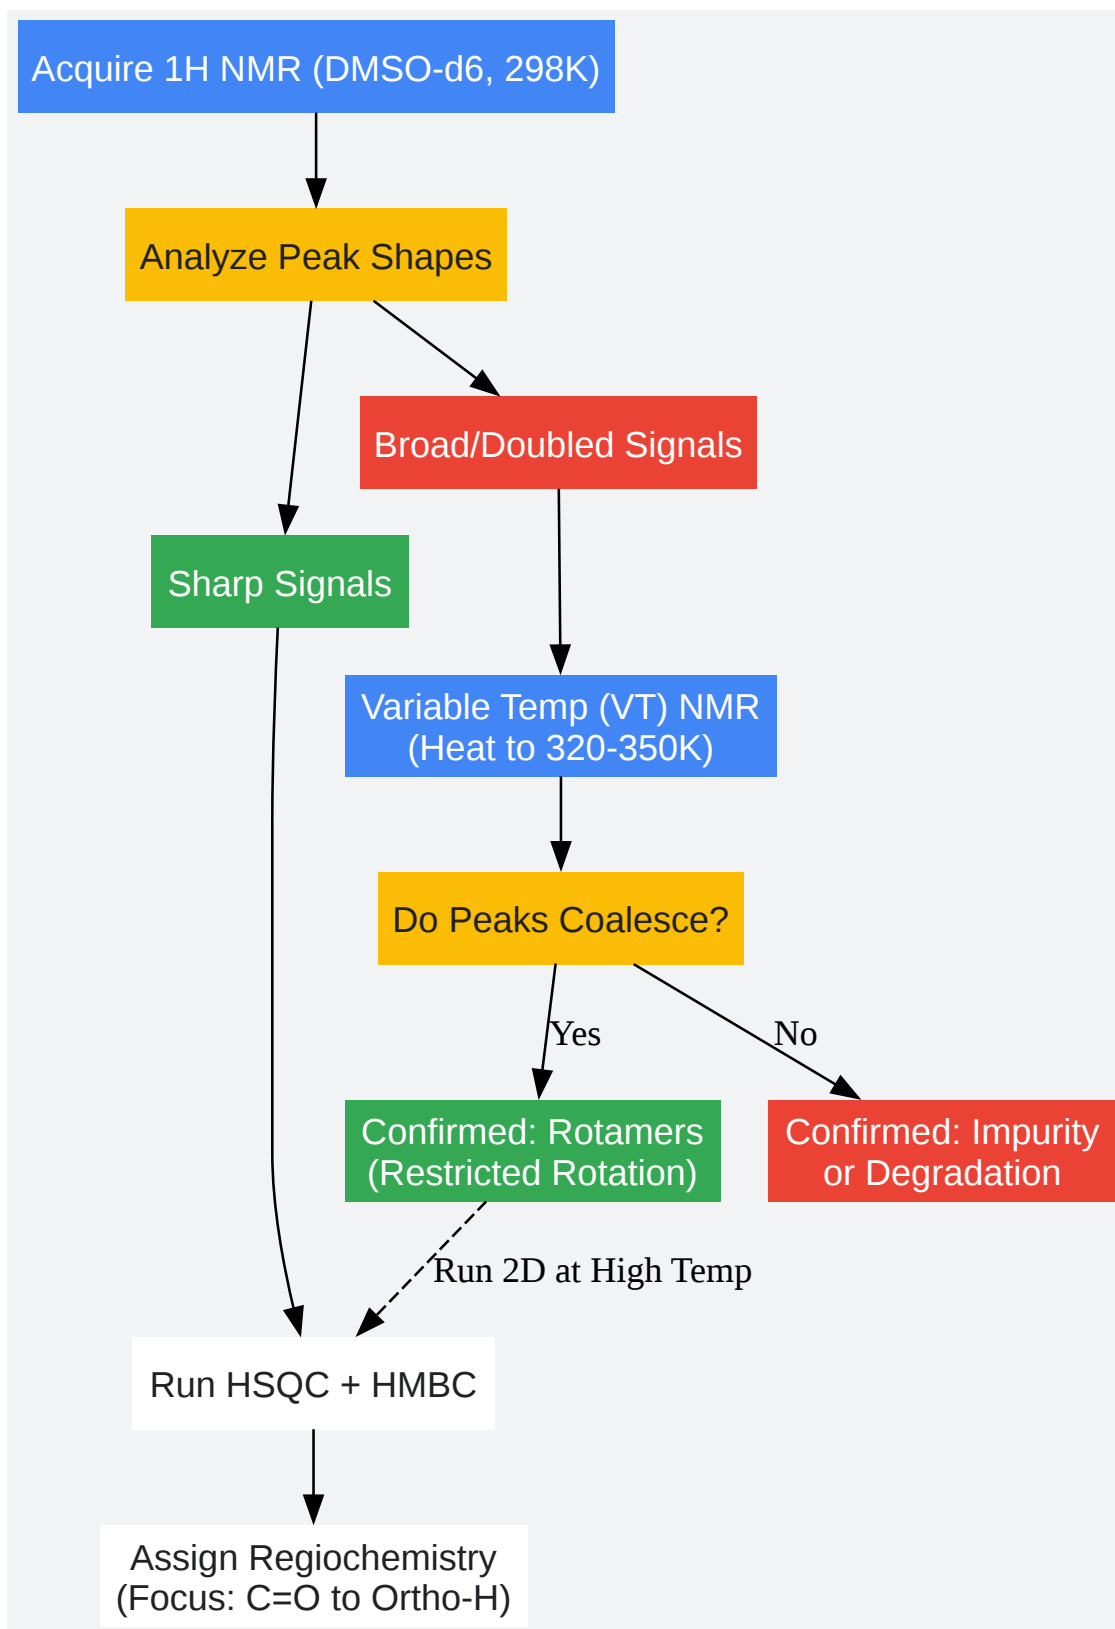 Acquire 1H NMR (DMSO-d6, 298K)
Analyze Peak Shapes
Broad/Doubled Signals
Sharp Signals
Variable Temp (VT) NMR
(Heat to 320-350K)
Do Peaks Coalesce?
Yes
No
Confirmed: Rotamers
(Restricted Rotation)
Confirmed: Impurity
or Degradation
Run 2D at High Temp
Run HSQC + HMBC
Assign Regiochemistry
(Focus: C=O to Ortho-H)